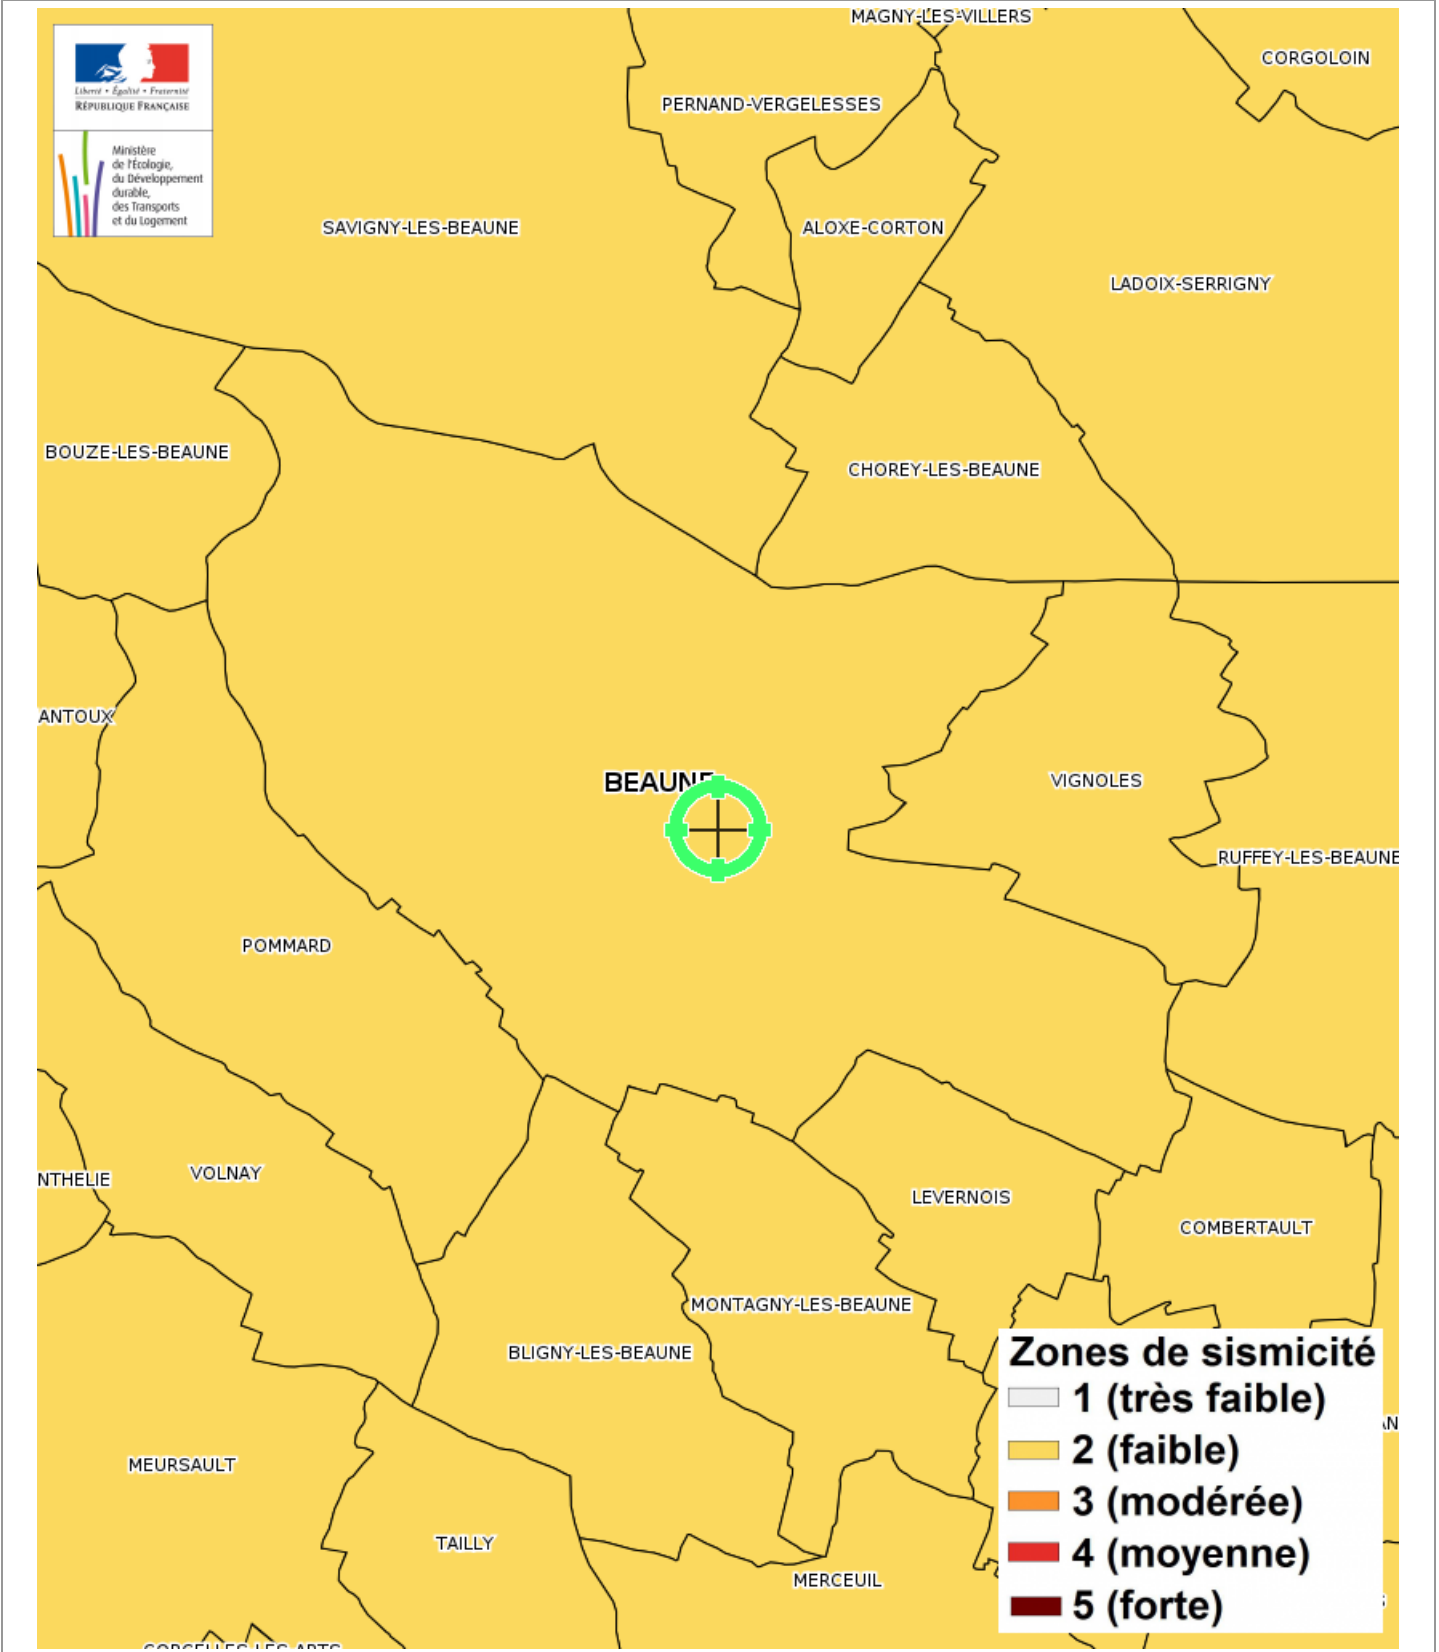 MAGNY-LES-VILLERS
CORGOLOIN
Liberté • Égalité • Fraternité
RÉPUBLIQUE FRANÇAISE
PERNAND-VERGELESSES
Ministère
de l'Écologie,
du Développement
durable,
des Transports
et du Logement
SAVIGNY-LES-BEAUNE
ALOXE-CORTON
LADOIX-SERRIGNY
BOUZE-LES-BEAUNE
CHOREY-LES-BEAUNE
ANTOUX
BEAUNE
VIGNOLES
RUFFEY-LES-BEAUNE
POMMARD
VOLNAY
NTHELIE
LEVERNOIS
COMBERTAULT
MONTAGNY-LES-BEAUNE
BLIGNY-LES-BEAUNE
MEURSAULT
TAILLY
MERCEUIL
CORCELLES-LES-ARTS
Zones de sismicité
1 (très faible)
2 (faible)
3 (modérée)
4 (moyenne)
5 (forte)